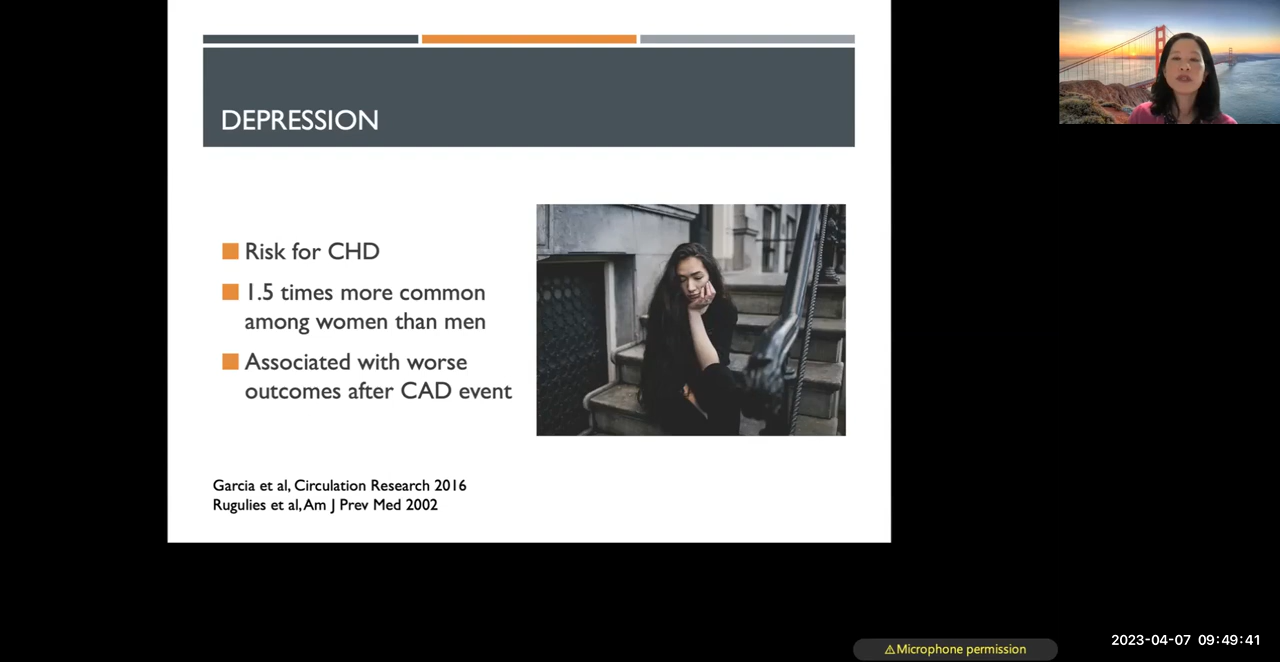 DEPRESSION
Risk for CHD
1.5 times more common
among women than men
Associated with worse
outcomes after CAD event
Garcia et al, Circulation Research 2016
Rugulies et al, Am J Prev Med 2002
⚠Microphone permission
2023-04-07 09:49:41